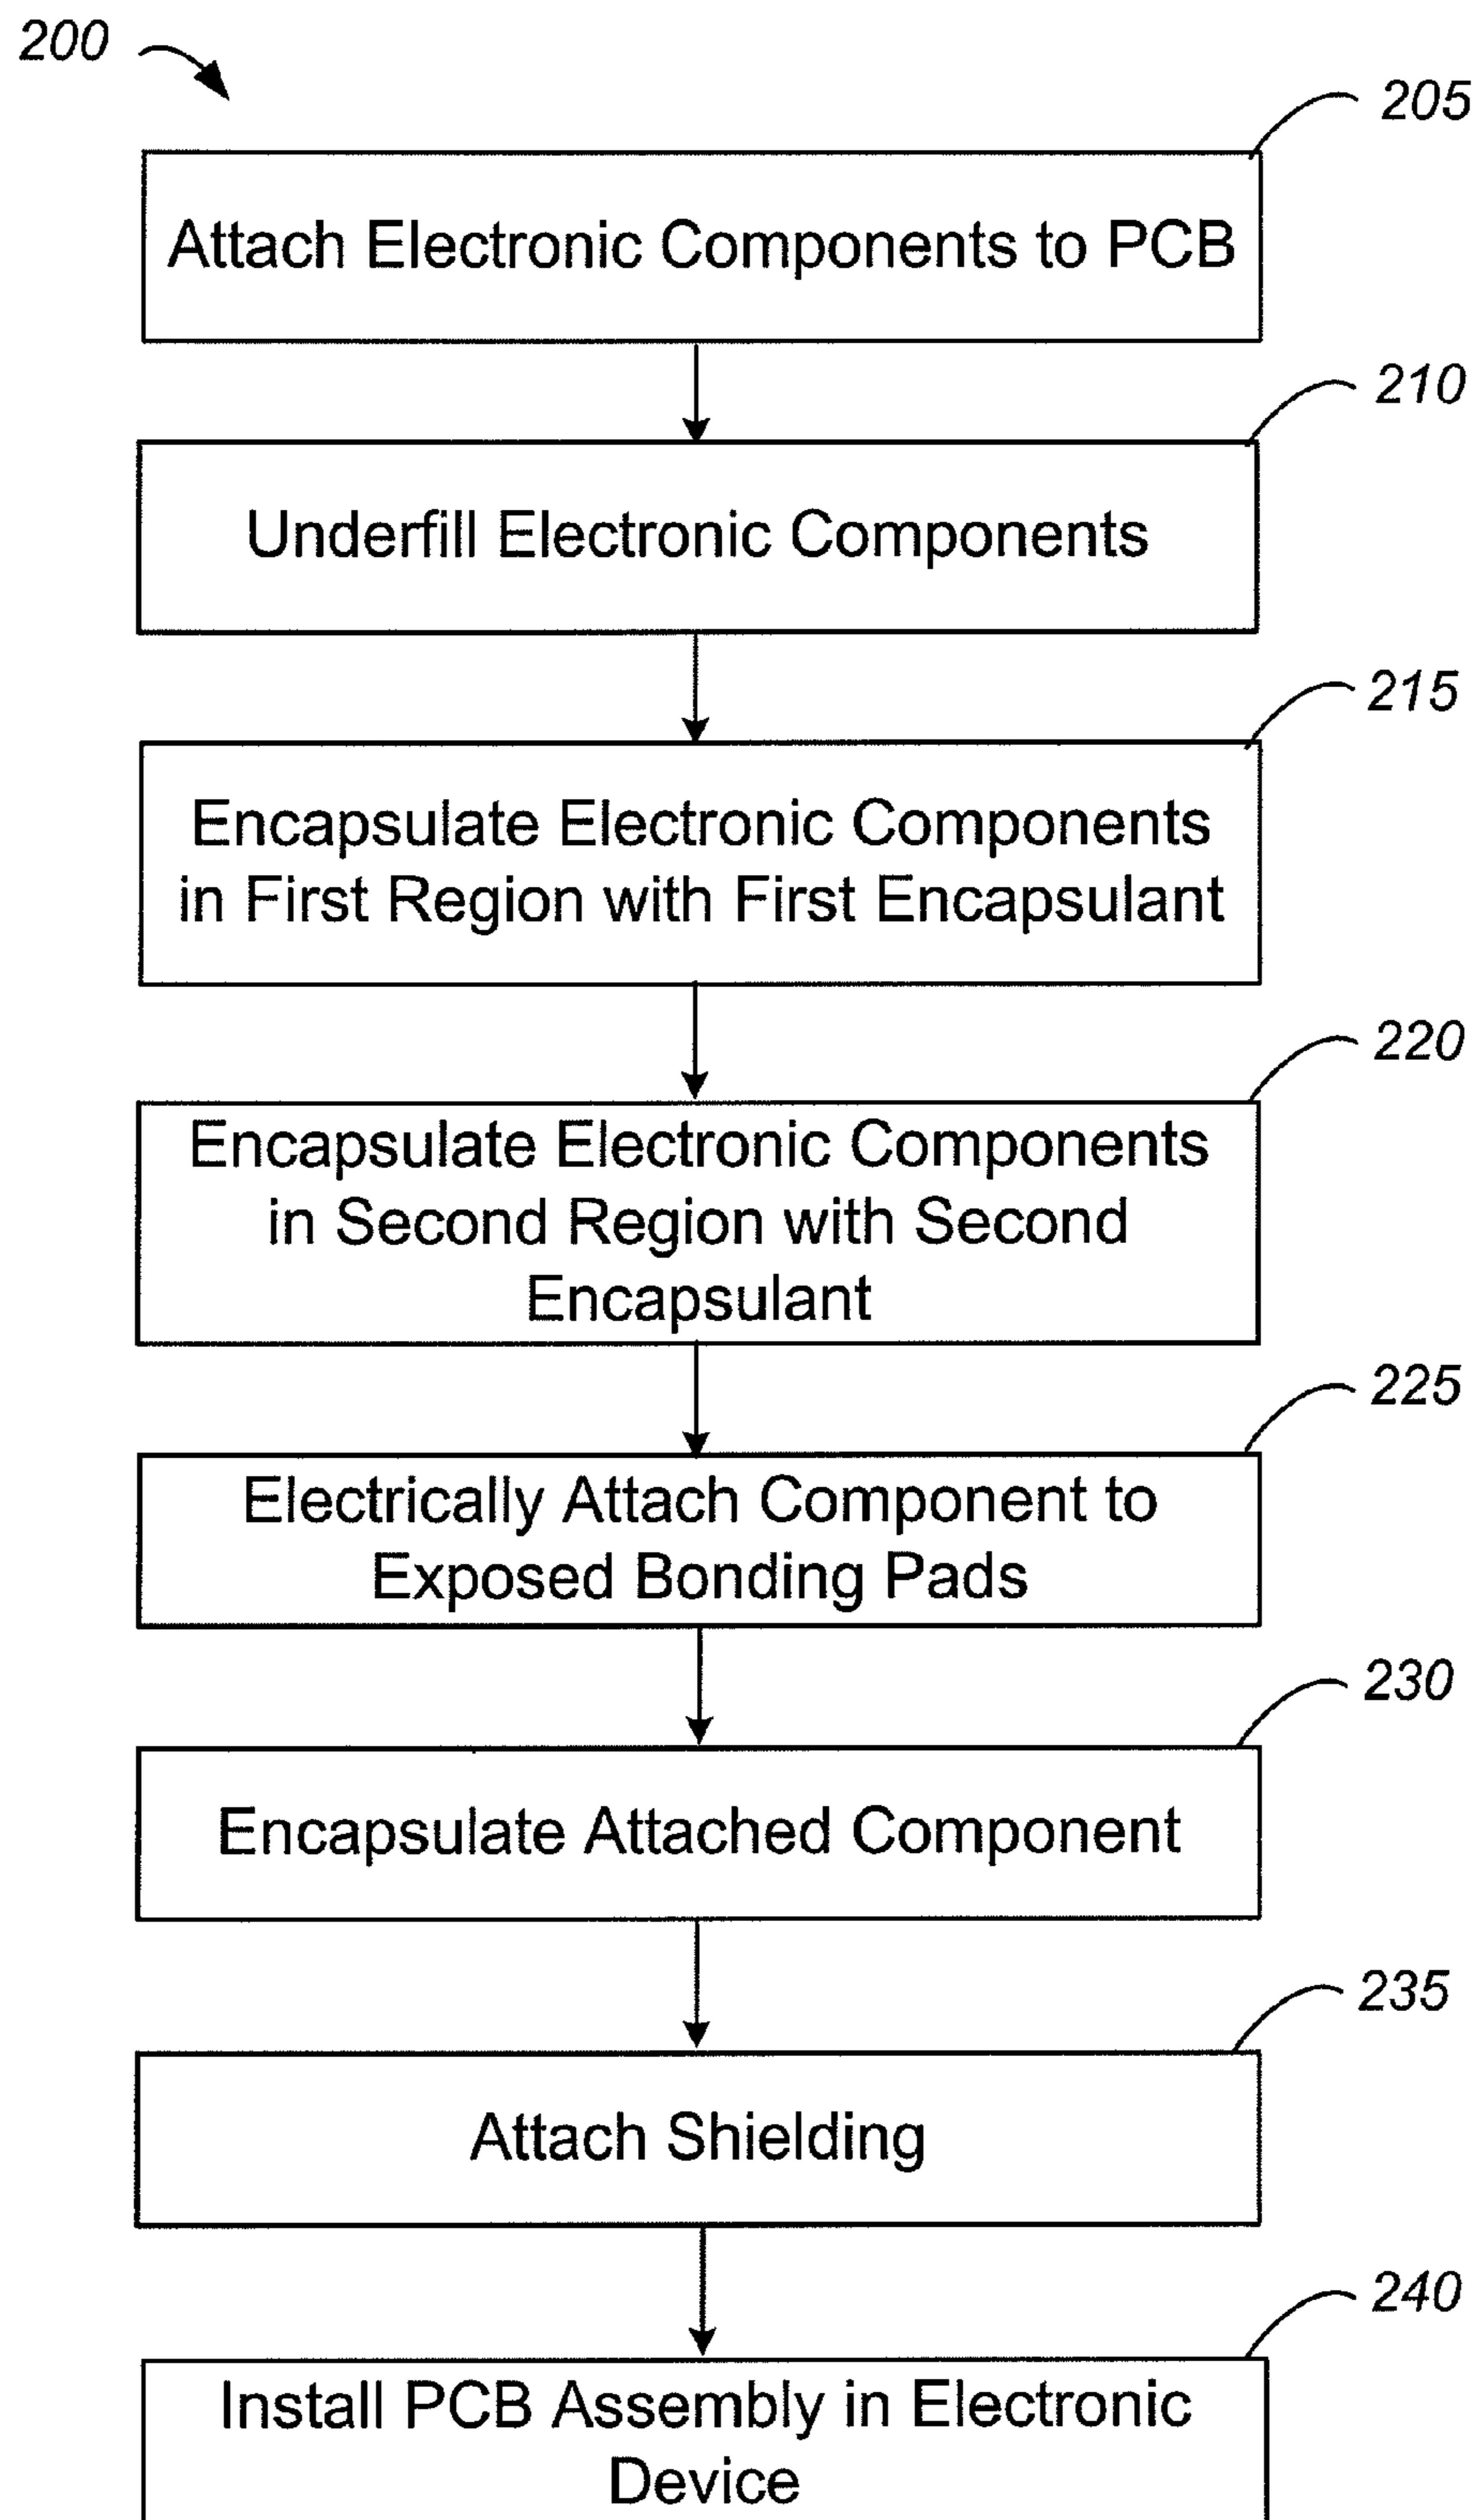 200
205
Attach Electronic Components to PCB
210
Underfill Electronic Components
215
Encapsulate Electronic Components
in First Region with First Encapsulant
220
Encapsulate Electronic Components
in Second Region with Second
Encapsulant
225
Electrically Attach Component to
Exposed Bonding Pads
230
Encapsulate Attached Component
235
Attach Shielding
240
Install PCB Assembly in Electronic
Device